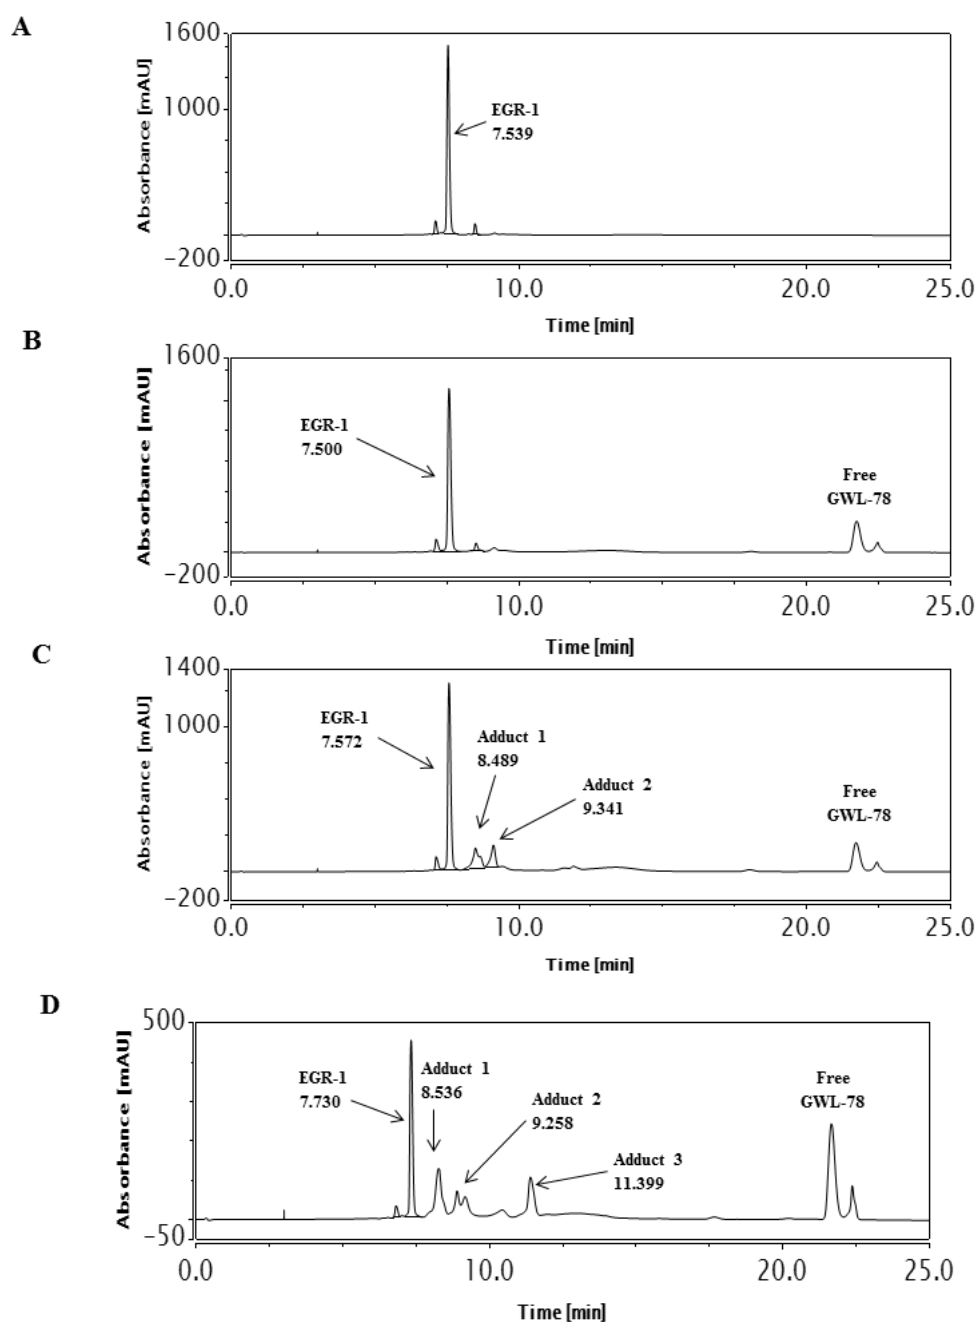 A
1600
1000
-200
Absorbance [mAU]
EGR-1
7.539
0.0
10.0
20.0
25.0
Time [min]
B
1600
-200
Absorbance [mAU]
EGR-1
7.500
Free
GWL-78
0.0
10.0
20.0
25.0
Time [min]
C
1400
1000
-200
Absorbance [mAU]
EGR-1
7.572
Adduct 1
8.489
Adduct 2
9.341
Free
GWL-78
0.0
10.0
20.0
25.0
Time [min]
D
500
-50
Absorbance [mAU]
EGR-1
7.730
Adduct 1
8.536
Adduct 2
9.258
Adduct 3
11.399
Free
GWL-78
0.0
10.0
20.0
25.0
Time [min]